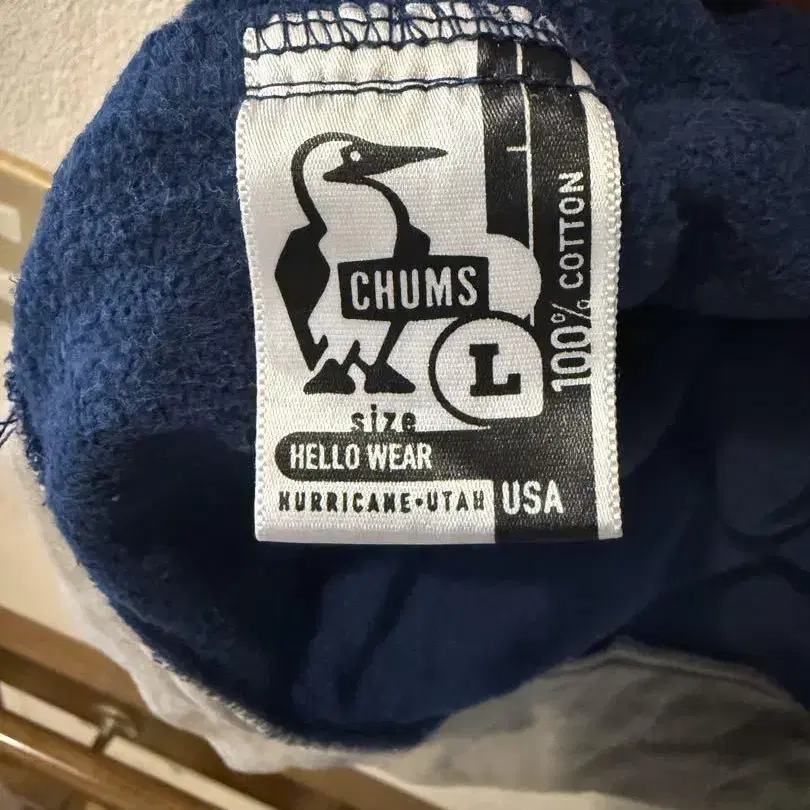 CHUMS
L
size
HELLO WEAR
HURRICANE·UTAH USA
100% COTTON